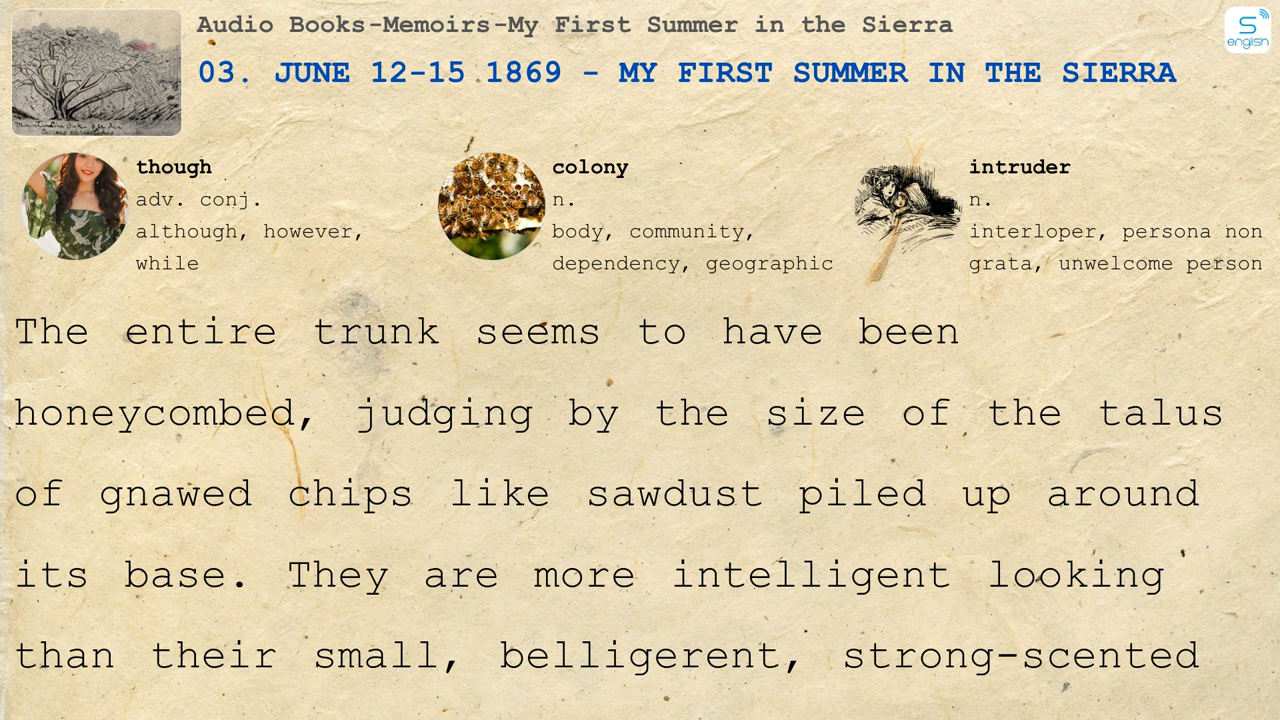 Audio Books-Memoirs-My First Summer in the Sierra
03. JUNE 12-15 1869 - MY FIRST SUMMER IN THE SIERRA
S
english
though
adv. conj.
although, however,
while
colony
n.
body, community,
dependency, geographic
intruder
n.
interloper, persona non
grata, unwelcome person
The entire trunk seems to have been
honeycombed, judging by the size of the talus
of gnawed chips like sawdust piled up around
its base. They are more intelligent looking
than their small, belligerent, strong-scented